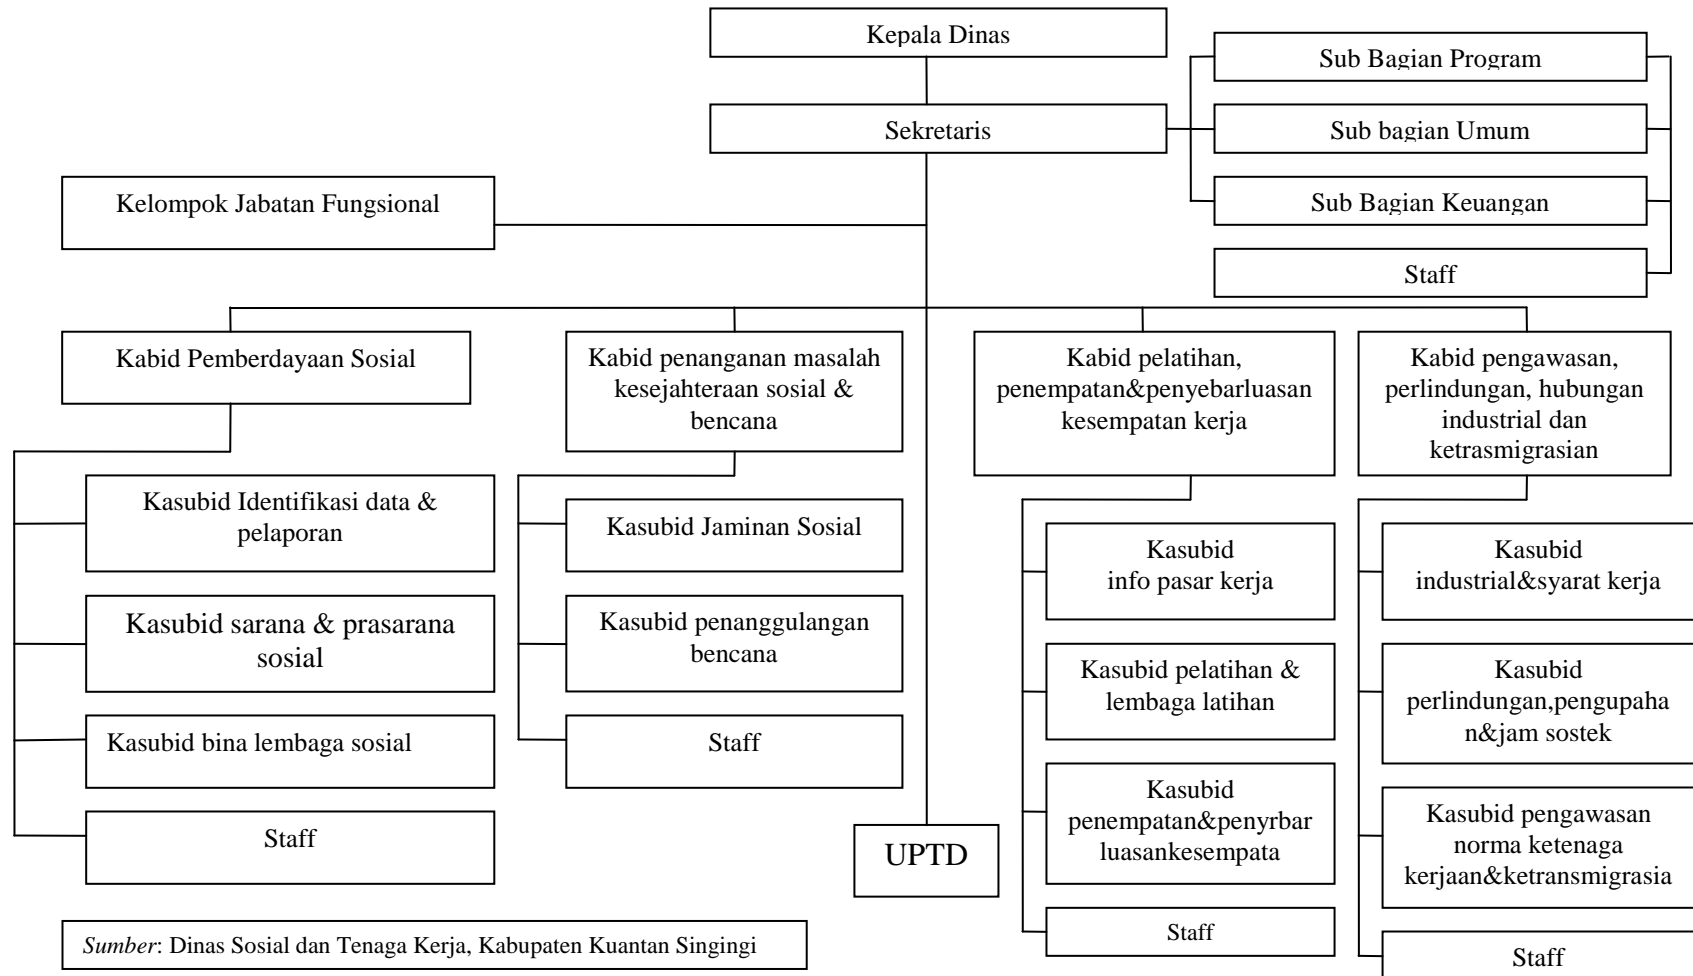 Kepala Dinas
Sekretaris
Sub Bagian Program
Sub bagian Umum
Sub Bagian Keuangan
Staff
Kelompok Jabatan Fungsional
Kabid Pemberdayaan Sosial
Kasubid Identifikasi data &
pelaporan
Kasubid sarana & prasarana
sosial
Kasubid bina lembaga sosial
Staff
Kabid penanganan masalah
kesejahteraan sosial &
bencana
Kasubid Jaminan Sosial
Kasubid penanggulangan
bencana
Staff
UPTD
Kabid pelatihan,
penempatan&penyebarluasan
kesempatan kerja
Kasubid
info pasar kerja
Kasubid pelatihan &
lembaga latihan
Kasubid
penempatan&penyrbar
luasankesempata
Staff
Kabid pengawasan,
perlindungan, hubungan
industrial dan
ketrasmigrasian
Kasubid
industrial&syarat kerja
Kasubid
perlindungan,pengupaha
n&jam sostek
Kasubid pengawasan
norma ketenaga
kerjaan&ketransmigrasia
Staff
Sumber: Dinas Sosial dan Tenaga Kerja, Kabupaten Kuantan Singingi